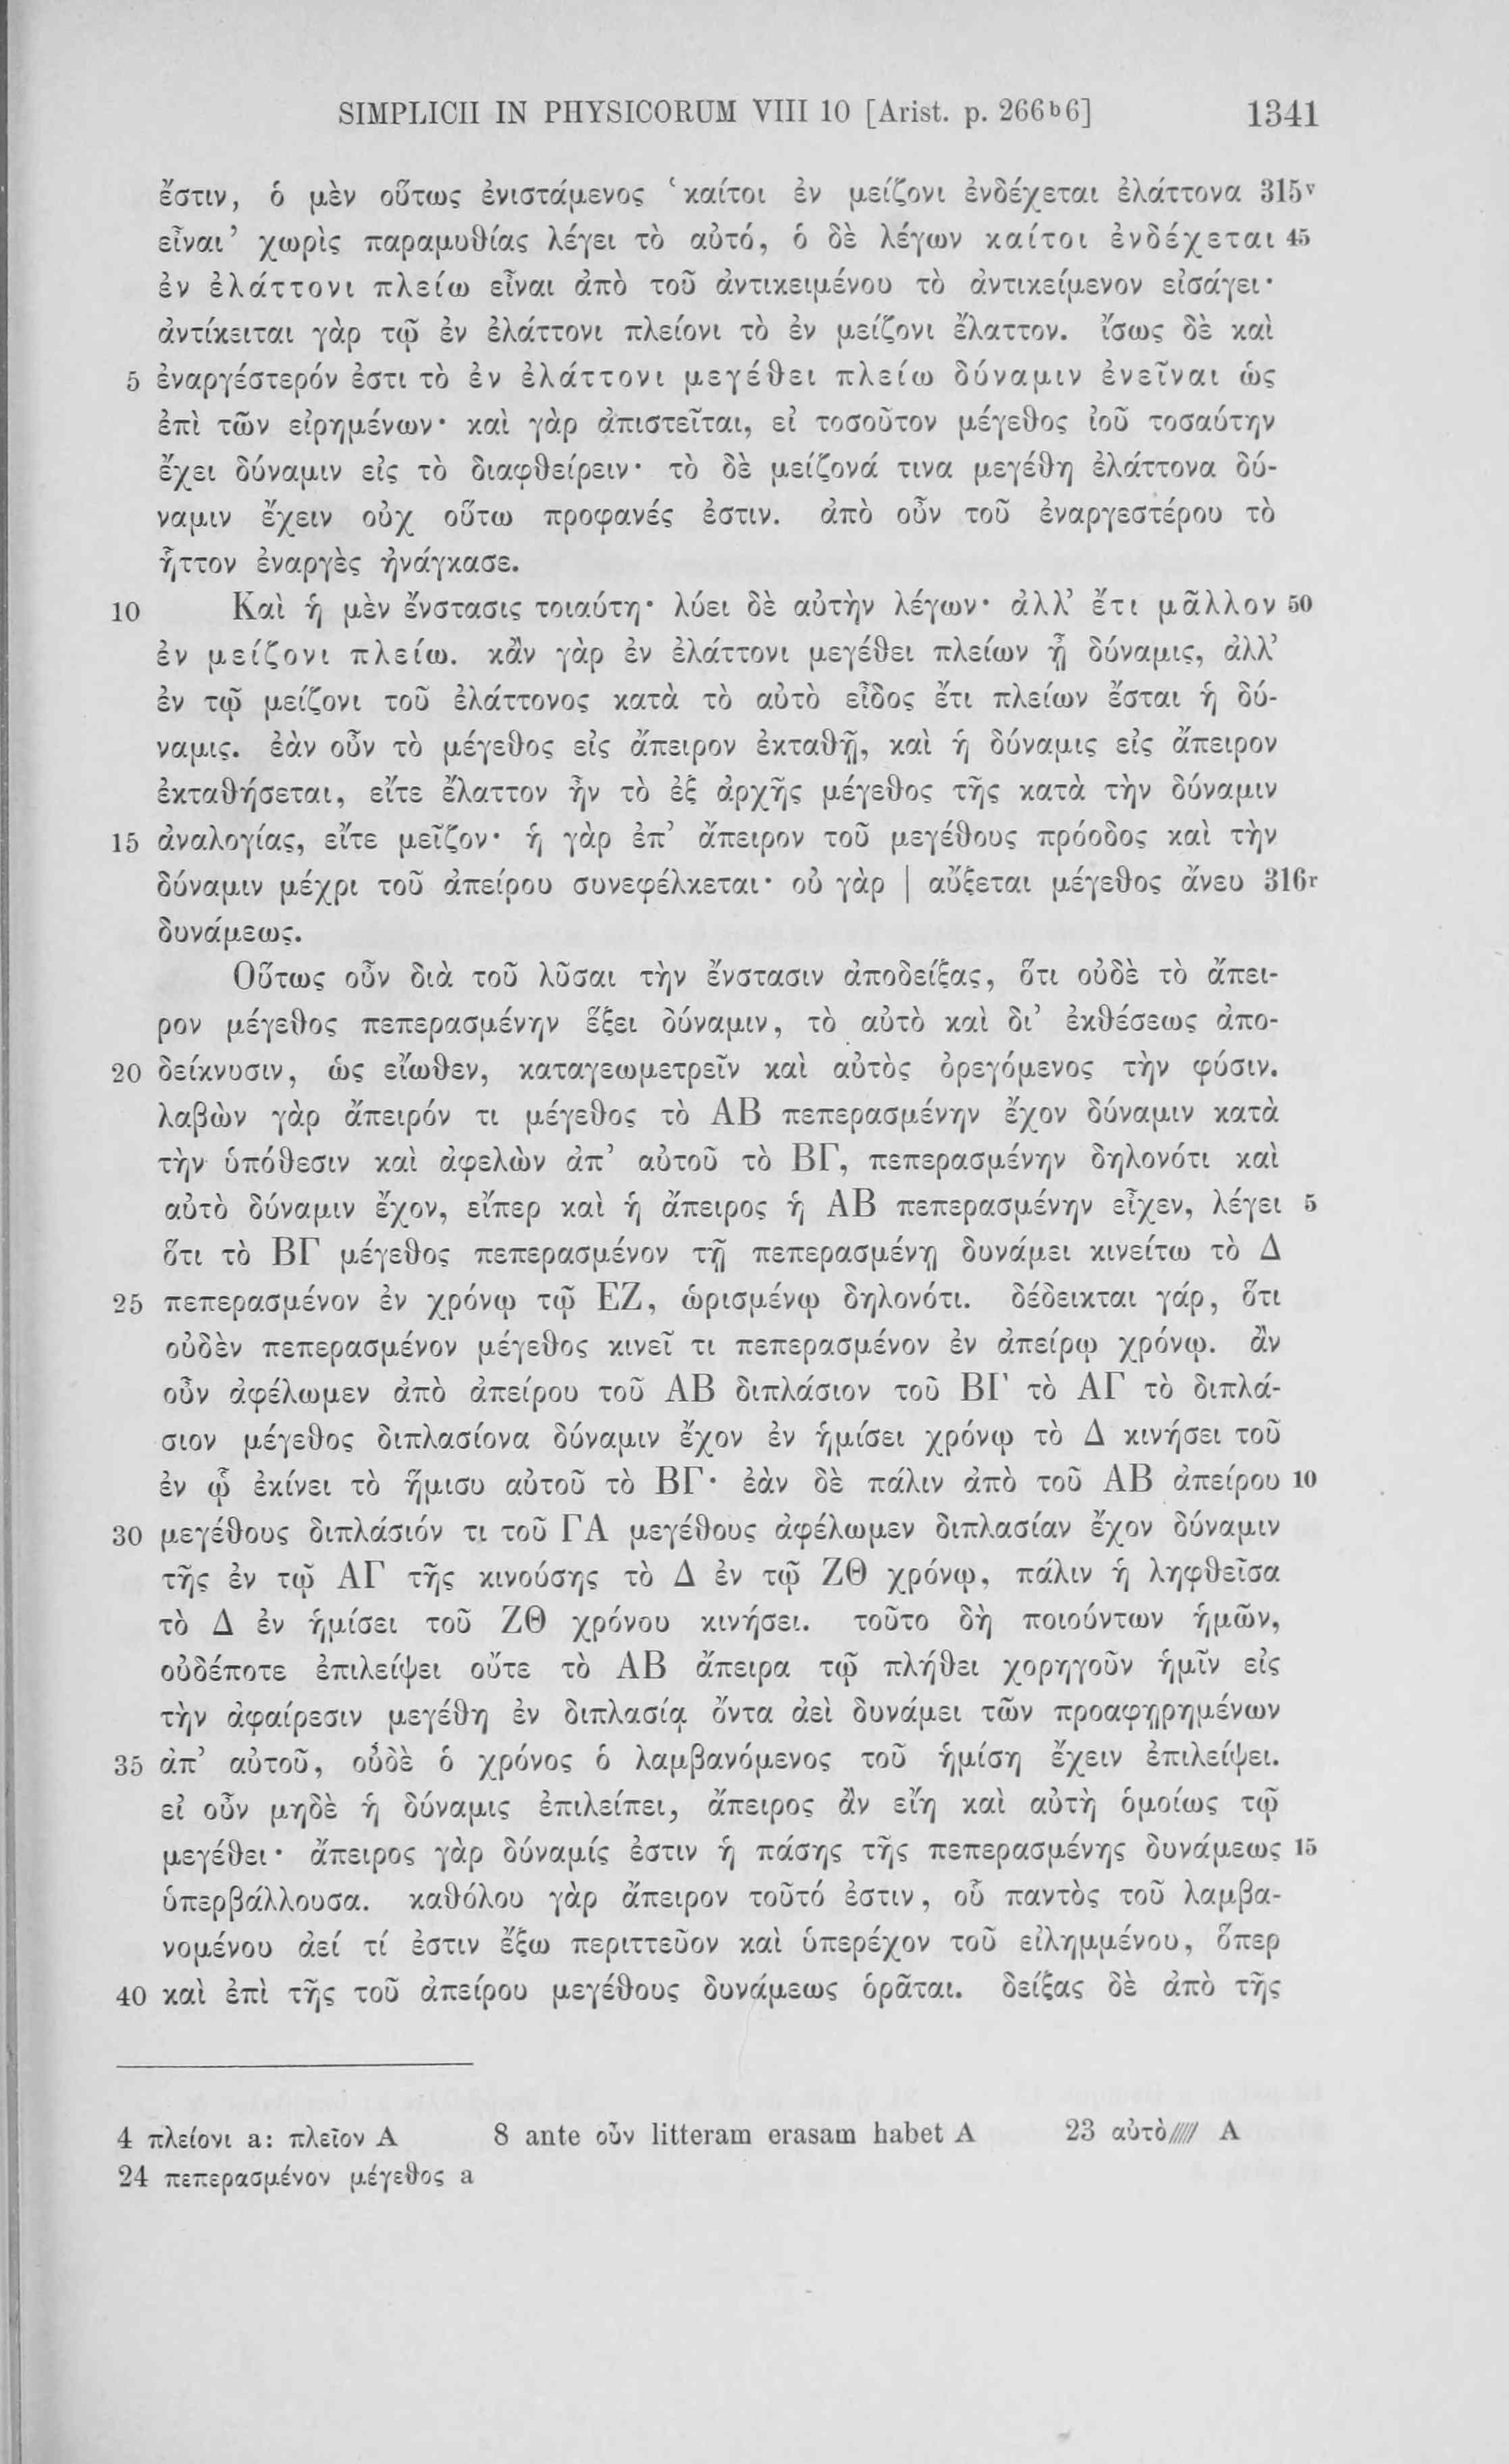 SIMPLICII IN PHYSICORUM VIII 10 [Arist. p. 266ᵇ6] 1341
ἔστιν, ὁ μὲν οὕτως ἐνιστάμενος ‘καίτοι ἐν μείζονι ἐνδέχεται ἐλάττονα 315ᵛ
εἶναι’ χωρὶς παραμυθίας λέγει τὸ αὐτό, ὁ δὲ λέγων καίτοι ἐνδέχεται 45
ἐν ἐλάττονι πλείω εἶναι ἀπὸ τοῦ ἀντικειμένου τὸ ἀντικείμενον εἰσάγει·
ἀντίκειται γὰρ τῷ ἐν ἐλάττονι πλείονι τὸ ἐν μείζονι ἔλαττον. ἴσως δὲ καὶ
5 ἐναργέστερόν ἐστι τὸ ἐν ἐλάττονι μεγέθει πλείω δύναμιν ἐνεῖναι ὡς
ἐπὶ τῶν εἰρημένων· καὶ γὰρ ἀπιστεῖται, εἰ τοσοῦτον μέγεθος ἰοῦ τοσαύτην
ἔχει δύναμιν εἰς τὸ διαφθείρειν· τὸ δὲ μείζονά τινα μεγέθη ἐλάττονα δύ-
ναμιν ἔχειν οὐχ οὕτω προφανές ἐστιν. ἀπὸ οὖν τοῦ ἐναργεστέρου τὸ
ἧττον ἐναργὲς ἠνάγκασε.
10 Καὶ ἡ μὲν ἔνστασις τοιαύτη· λύει δὲ αὐτὴν λέγων· ἀλλ’ ἔτι μᾶλλον 50
ἐν μείζονι πλείω. κἂν γὰρ ἐν ἐλάττονι μεγέθει πλείων ᾖ δύναμις, ἀλλ’
ἐν τῷ μείζονι τοῦ ἐλάττονος κατὰ τὸ αὐτὸ εἶδος ἔτι πλείων ἔσται ἡ δύ-
ναμις. ἐὰν οὖν τὸ μέγεθος εἰς ἄπειρον ἐκταθῇ, καὶ ἡ δύναμις εἰς ἄπειρον
ἐκταθήσεται, εἴτε ἔλαττον ἦν τὸ ἐξ ἀρχῆς μέγεθος τῆς κατὰ τὴν δύναμιν
15 ἀναλογίας, εἴτε μεῖζον· ἡ γὰρ ἐπ’ ἄπειρον τοῦ μεγέθους πρόοδος καὶ τὴν
δύναμιν μέχρι τοῦ ἀπείρου συνεφέλκεται· οὐ γὰρ | αὔξεται μέγεθος ἄνευ 316ʳ
δυνάμεως.
Οὕτως οὖν διὰ τοῦ λῦσαι τὴν ἔνστασιν ἀποδείξας, ὅτι οὐδὲ τὸ ἄπει-
ρον μέγεθος πεπερασμένην ἕξει δύναμιν, τὸ αὐτὸ καὶ δι’ ἐκθέσεως ἀπο-
20 δείκνυσιν, ὡς εἴωθεν, καταγεωμετρεῖν καὶ αὐτὸς ὀρεγόμενος τὴν φύσιν.
λαβὼν γὰρ ἄπειρόν τι μέγεθος τὸ ΑΒ πεπερασμένην ἔχον δύναμιν κατὰ
τὴν ὑπόθεσιν καὶ ἀφελὼν ἀπ’ αὐτοῦ τὸ ΒΓ, πεπερασμένην δηλονότι καὶ
αὐτὸ δύναμιν ἔχον, εἴπερ καὶ ἡ ἄπειρος ἡ ΑΒ πεπερασμένην εἶχεν, λέγει 5
ὅτι τὸ ΒΓ μέγεθος πεπερασμένον τῇ πεπερασμένῃ δυνάμει κινείτω τὸ Δ
25 πεπερασμένον ἐν χρόνῳ τῷ ΕΖ, ὡρισμένῳ δηλονότι. δέδεικται γάρ, ὅτι
οὐδὲν πεπερασμένον μέγεθος κινεῖ τι πεπερασμένον ἐν ἀπείρῳ χρόνῳ. ἂν
οὖν ἀφέλωμεν ἀπὸ ἀπείρου τοῦ ΑΒ διπλάσιον τοῦ ΒΓ τὸ ΑΓ τὸ διπλά-
σιον μέγεθος διπλασίονα δύναμιν ἔχον ἐν ἡμίσει χρόνῳ τὸ Δ κινήσει τοῦ
ἐν ᾧ ἐκίνει τὸ ἥμισυ αὐτοῦ τὸ ΒΓ· ἐὰν δὲ πάλιν ἀπὸ τοῦ ΑΒ ἀπείρου 10
30 μεγέθους διπλάσιόν τι τοῦ ΓΑ μεγέθους ἀφέλωμεν διπλασίαν ἔχον δύναμιν
τῆς ἐν τῷ ΑΓ τῆς κινούσης τὸ Δ ἐν τῷ ΖΘ χρόνῳ, πάλιν ἡ ληφθεῖσα
τὸ Δ ἐν ἡμίσει τοῦ ΖΘ χρόνου κινήσει. τοῦτο δὴ ποιούντων ἡμῶν,
οὐδέποτε ἐπιλείψει οὔτε τὸ ΑΒ ἄπειρα τῷ πλήθει χορηγοῦν ἡμῖν εἰς
τὴν ἀφαίρεσιν μεγέθη ἐν διπλασίᾳ ὄντα ἀεὶ δυνάμει τῶν προαφῃρημένων
35 ἀπ’ αὐτοῦ, οὐδὲ ὁ χρόνος ὁ λαμβανόμενος τοῦ ἡμίση ἔχειν ἐπιλείψει.
εἰ οὖν μηδὲ ἡ δύναμις ἐπιλείπει, ἄπειρος ἂν εἴη καὶ αὐτὴ ὁμοίως τῷ
μεγέθει· ἄπειρος γὰρ δύναμίς ἐστιν ἡ πάσης τῆς πεπερασμένης δυνάμεως 15
ὑπερβάλλουσα. καθόλου γὰρ ἄπειρον τοῦτό ἐστιν, οὗ παντὸς τοῦ λαμβα-
νομένου ἀεί τί ἐστιν ἔξω περιττεῦον καὶ ὑπερέχον τοῦ εἰλημμένου, ὅπερ
40 καὶ ἐπὶ τῆς τοῦ ἀπείρου μεγέθους δυνάμεως ὁρᾶται. δείξας δὲ ἀπὸ τῆς
4 πλείονι a: πλεῖον A 8 ante οὖν litteram erasam habet A 23 αὐτὸ///// A
24 πεπερασμένον μέγεθος a